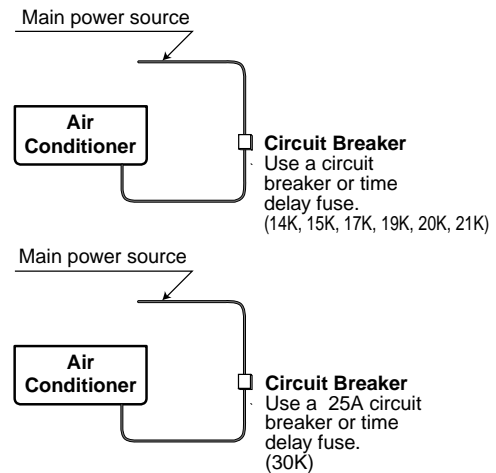 Main power source
Air
Conditioner
Circuit Breaker
Use a circuit
breaker or time
delay fuse.
(14K, 15K, 17K, 19K, 20K, 21K)
Main power source
Air
Conditioner
Circuit Breaker
Use a 25A circuit
breaker or time
delay fuse.
(30K)